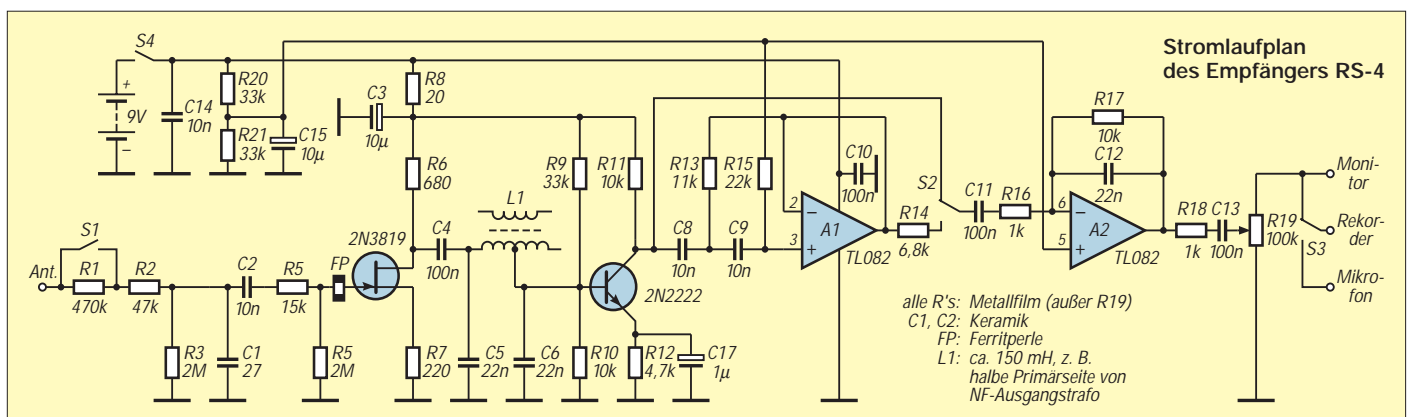 Stromlaufplan
des Empfängers RS-4
S4
+
9V
–
C14
10n
R20
33k
R21
33k
C15
10µ
C3
10µ
R8
20
R6
680
R9
33k
R11
10k
R13
11k
R15
22k
C10
100n
R17
10k
C12
22n
S1
Ant.
R1
470k
R2
47k
C2
10n
R5
15k
FP
2N3819
C4
100n
L1
2N2222
C8
10n
C9
10n
2
–
3
+
A1
TL082
R14
6,8k
S2
C11
100n
R16
1k
6
–
5
+
A2
TL082
R18
1k
C13
100n
R19
100k
S3
Moni-
tor
Rekor-
der
Mikro-
fon
R3
2M
C1
27
R5
2M
R7
220
C5
22n
C6
22n
R10
10k
R12
4,7k
C17
1µ
alle R's: Metallfilm (außer R19)
C1, C2: Keramik
FP: Ferritperle
L1: ca. 150 mH, z. B.
halbe Primärseite von
NF-Ausgangstrafo